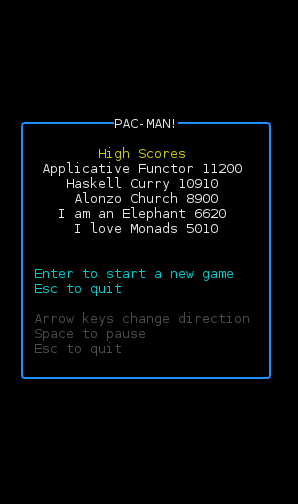 PAC-MAN!
High Scores
Applicative Functor 11200
Haskell Curry 10910
Alonzo Church 8900
I am an Elephant 6620
I love Monads 5010
Enter to start a new game
Esc to quit
Arrow keys change direction
Space to pause
Esc to quit